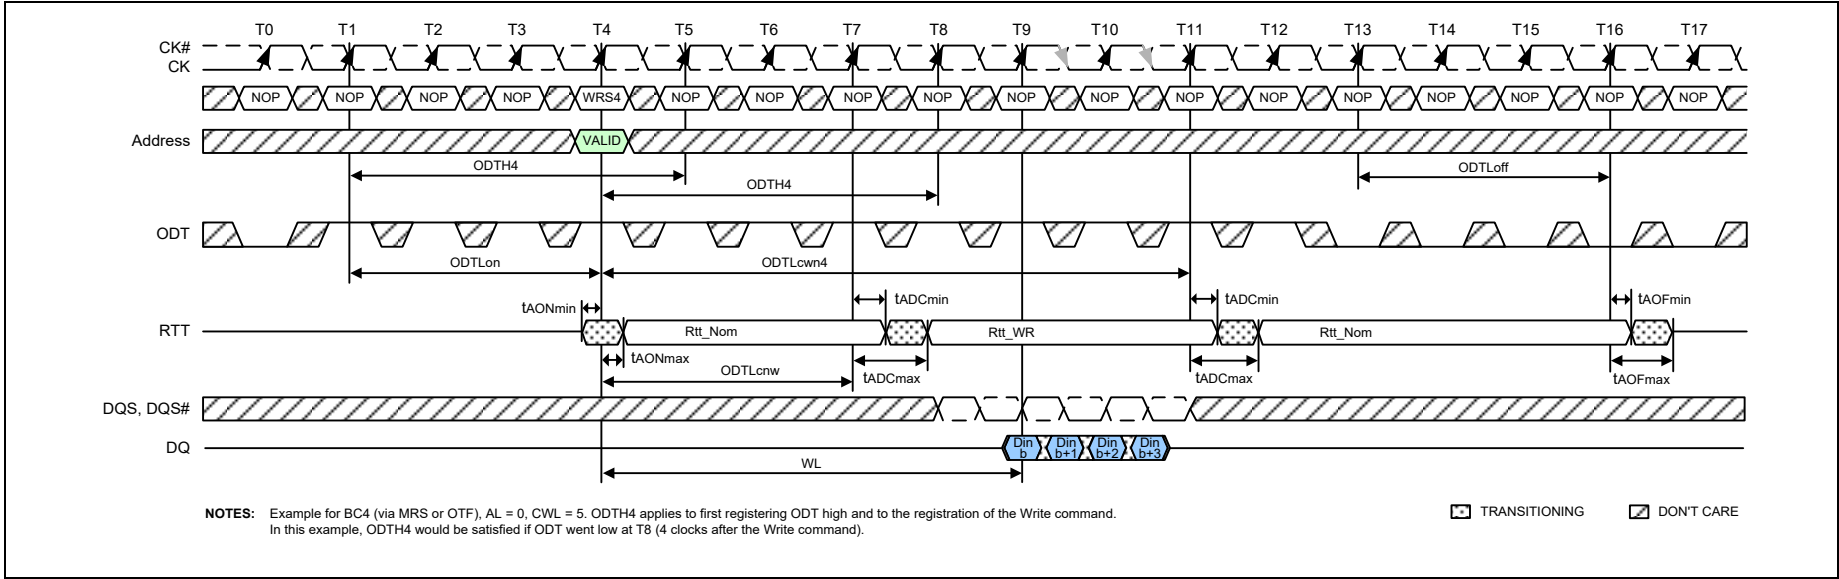 T0 T1 T2 T3 T4 T5 T6 T7 T8 T9 T10 T11 T12 T13 T14 T15 T16 T17
CK#
CK
NOP NOP NOP NOP WRS4 NOP NOP NOP NOP NOP NOP NOP NOP NOP NOP NOP NOP NOP
Address VALID
ODTH4 ODTLoff
ODTH4
ODT
ODTLon ODTLcwn4
tAONmin tADCmin tADCmin tAOFmin
RTT Rtt_Nom Rtt_WR Rtt_Nom
tAONmax
ODTLcnw tADCmax tADCmax tAOFmax
DQS, DQS#
DQ Din b Din b+1 Din b+2 Din b+3
WL
NOTES: Example for BC4 (via MRS or OTF), AL = 0, CWL = 5. ODTH4 applies to first registering ODT high and to the registration of the Write command.
In this example, ODTH4 would be satisfied if ODT went low at T8 (4 clocks after the Write command).
TRANSITIONING DON'T CARE